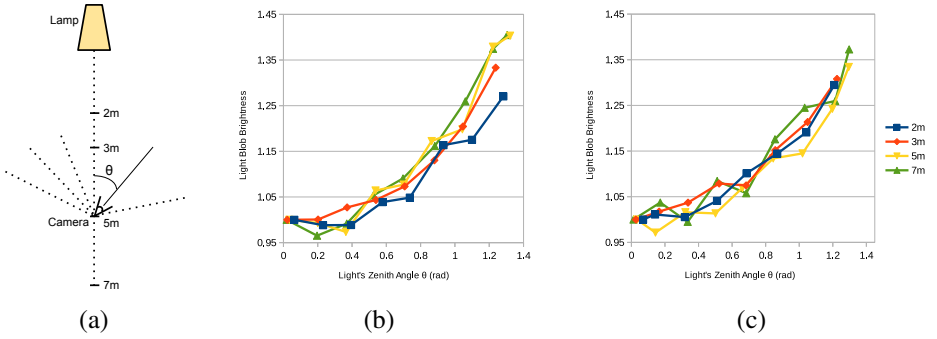 Lamp
2m
3m
θ
Camera
5m
7m
(a)
Light Blob Brightness
1.45
1.35
1.25
1.15
1.05
0.95
0 0.2 0.4 0.6 0.8 1 1.2 1.4
Light's Zenith Angle θ (rad)
(b)
Light Blob Brightness
1.45
1.35
1.25
1.15
1.05
0.95
0 0.2 0.4 0.6 0.8 1 1.2 1.4
Light's Zenith Angle θ (rad)
(c)
2m
3m
5m
7m